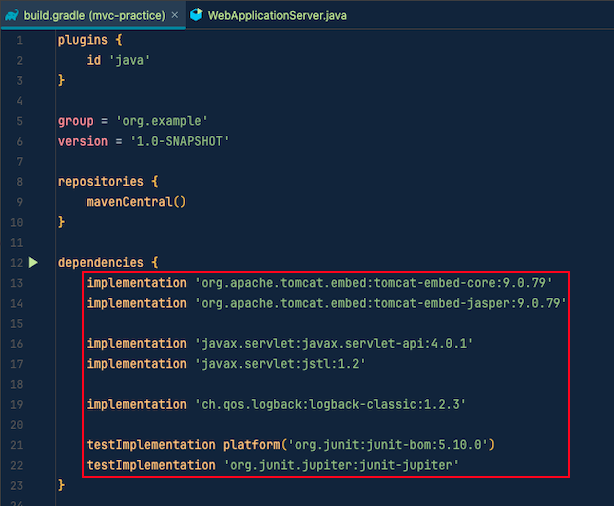 build.gradle (mvc-practice) × WebApplicationServer.java
1 plugins {
2 id 'java'
3 }
4
5 group = 'org.example'
6 version = '1.0-SNAPSHOT'
7
8 repositories {
9 mavenCentral()
10 }
11
12 dependencies {
13 implementation 'org.apache.tomcat.embed:tomcat-embed-core:9.0.79'
14 implementation 'org.apache.tomcat.embed:tomcat-embed-jasper:9.0.79'
15
16 implementation 'javax.servlet:javax.servlet-api:4.0.1'
17 implementation 'javax.servlet:jstl:1.2'
18
19 implementation 'ch.qos.logback:logback-classic:1.2.3'
20
21 testImplementation platform('org.junit:junit-bom:5.10.0')
22 testImplementation 'org.junit.jupiter:junit-jupiter'
23 }
26